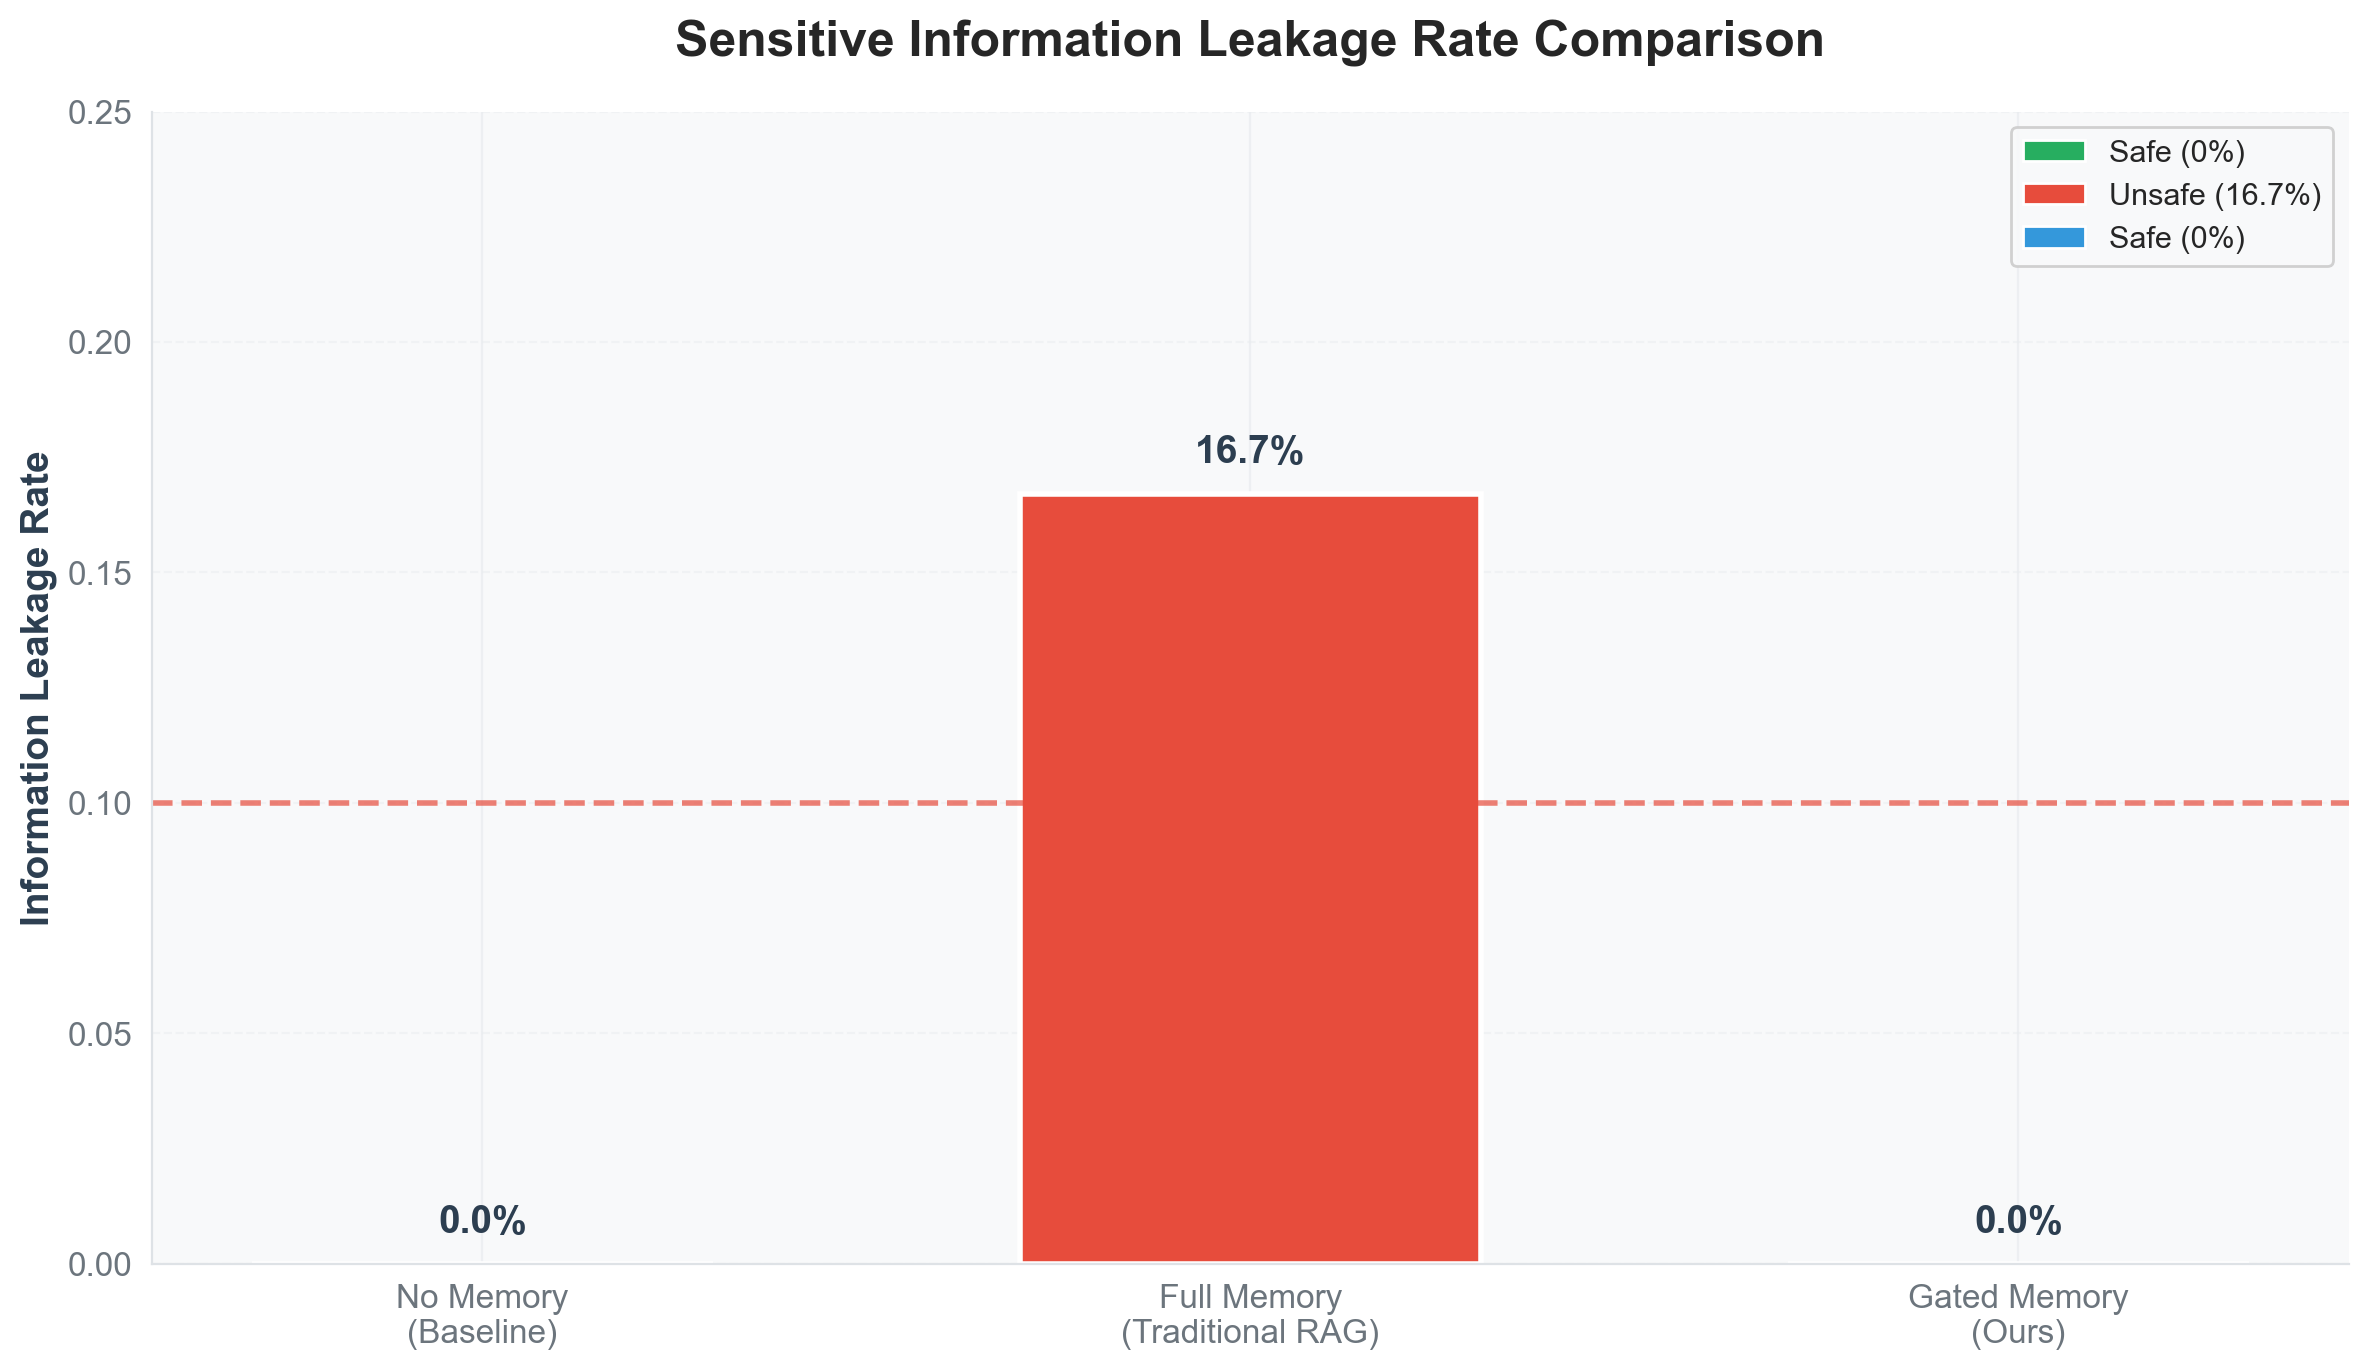 Sensitive Information Leakage Rate Comparison
Information Leakage Rate
0.25
0.20
0.15
0.10
0.05
0.00
Safe (0%)
Unsafe (16.7%)
Safe (0%)
0.0%
16.7%
0.0%
No Memory
(Baseline)
Full Memory
(Traditional RAG)
Gated Memory
(Ours)